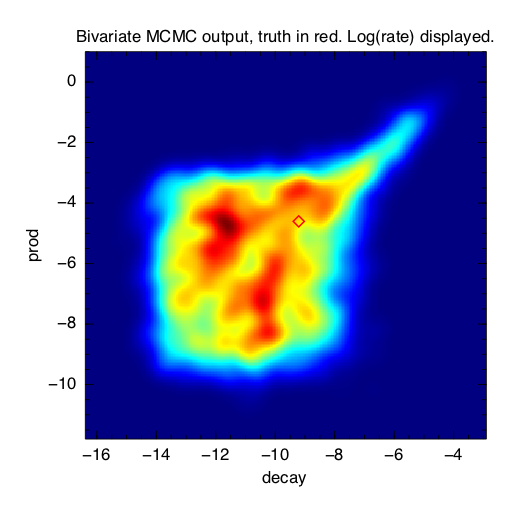 Bivariate MCMC output, truth in red. Log(rate) displayed.
0
−2
−4
−6
−8
−10
prod
−16 −14 −12 −10 −8 −6 −4
decay